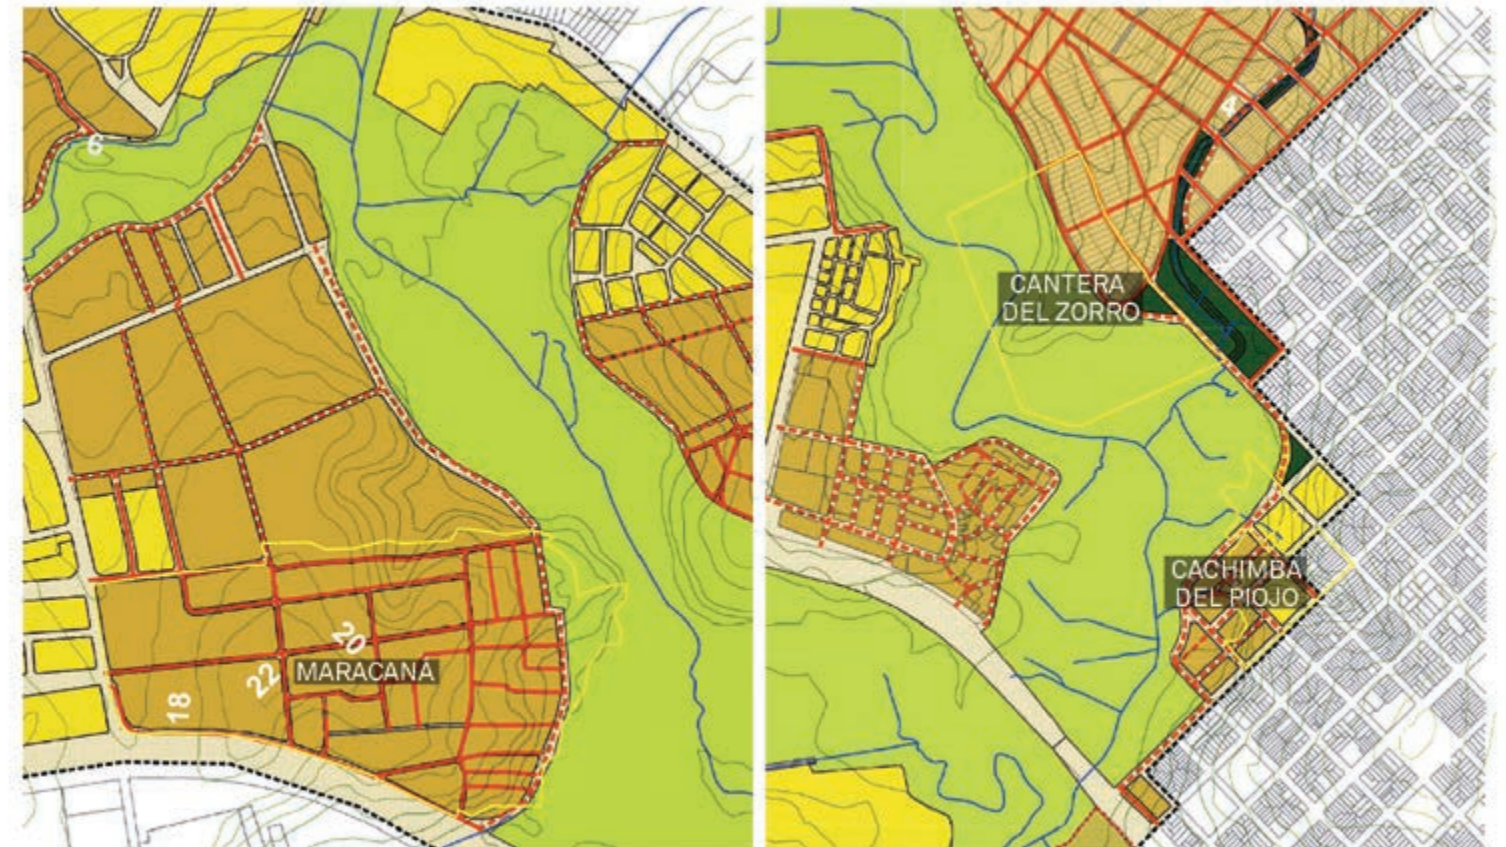 6
20
MARACANÁ
22
18
4
CANTERA
DEL ZORRO
CACHIMBA
DEL PIOJO